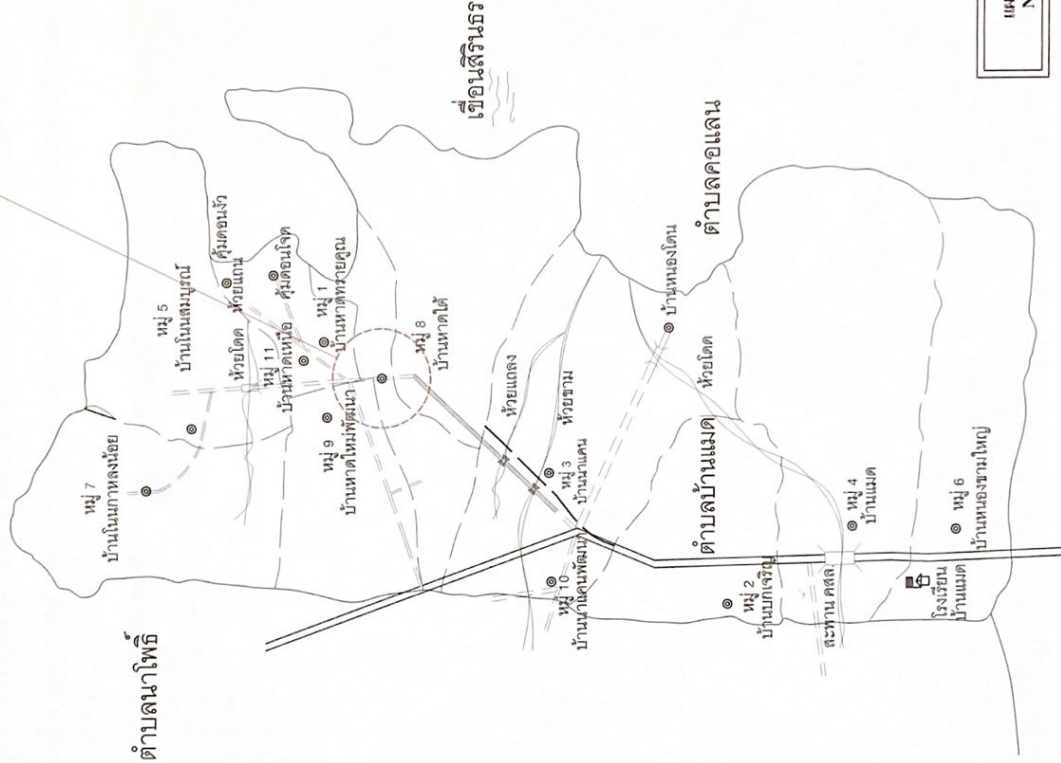 ตำบลนาโพธิ์
หมู่ 7
บ้านโนนกาหลงน้อย
หมู่ 5
บ้านโนนสมบูรณ์
ห้วยโดด
ห้วยแถน
คุ้มดอนงัว
คุ้มดอนโจด
หมู่ 11
บ้านหาดเหนือ
หมู่ 1
บ้านหาดทรายคูณ
หมู่ 9
บ้านหาดใหม่พัฒนา
หมู่ 8
บ้านหาดใต้
เขื่อนสิรินธร
ห้วยแถลง
ห้วยขาม
หมู่ 3
บ้านนาแคน
หมู่ 10
บ้านนาแคนพัฒนา
บ้านหนองโดน
ตำบลคอแลน
ห้วยโดด
ตำบลบ้านแมด
หมู่ 2
บ้านบกเจริญ
สะพาน คสล.
หมู่ 4
บ้านแมด
โรงเรียน
บ้านแมด
หมู่ 6
บ้านหนองขามใหญ่